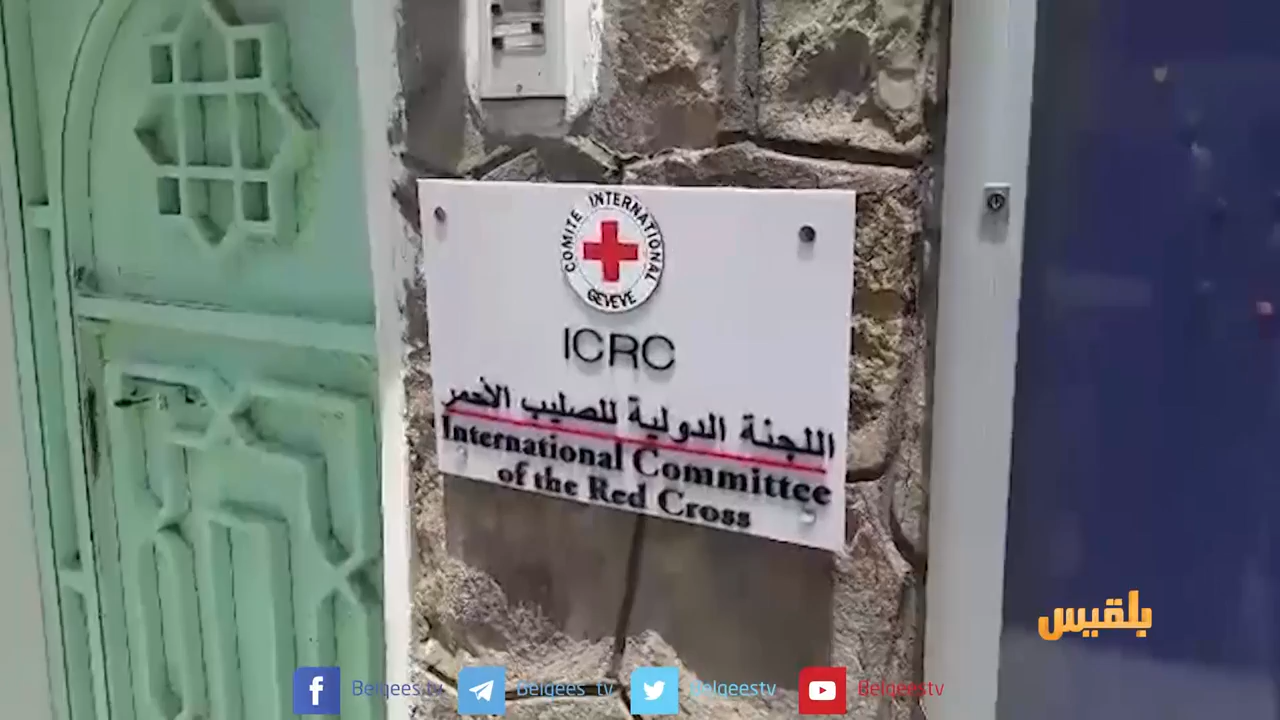 COMITE INTERNATIONAL
GEVEVE
ICRC
اللجنة الدولية للصليب الأحمر
International Committee
of the Red Cross
بلقيس
Belqees.tv
Belqees_tv
Belqeestv
Belqeestv